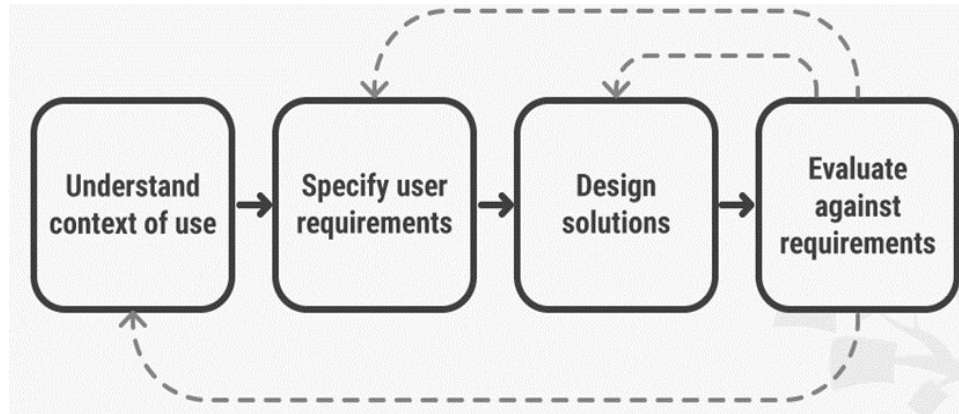 Understand
context of use
Specify user
requirements
Design
solutions
Evaluate
against
requirements